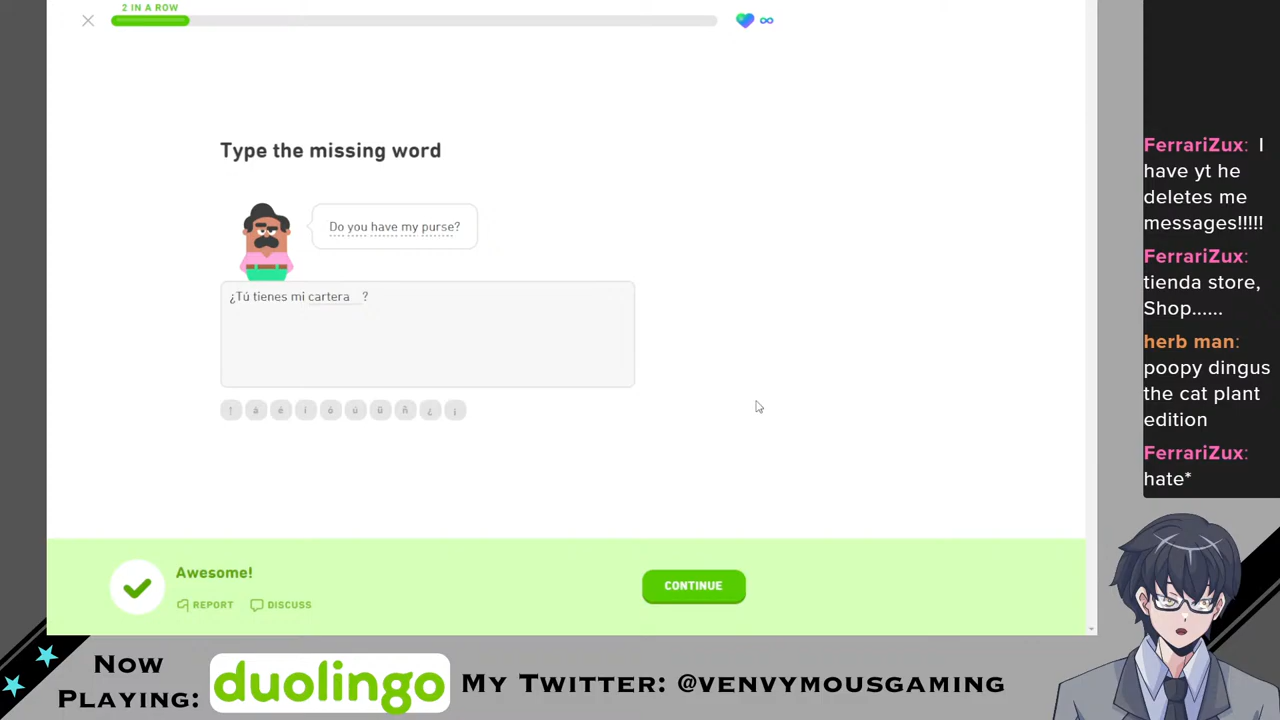 2 IN A ROW
Type the missing word
Do you have my purse?
¿Tú tienes mi cartera ?
↑ á é í ó ú ü ñ ¿ ¡
Awesome!
REPORT DISCUSS
CONTINUE
FerrariZux: I
have yt he
deletes me
messages!!!!!
FerrariZux:
tienda store,
Shop......
herb man:
poopy dingus
the cat plant
edition
FerrariZux:
hate*
Now
Playing:
duolingo
My Twitter: @venvymousgaming